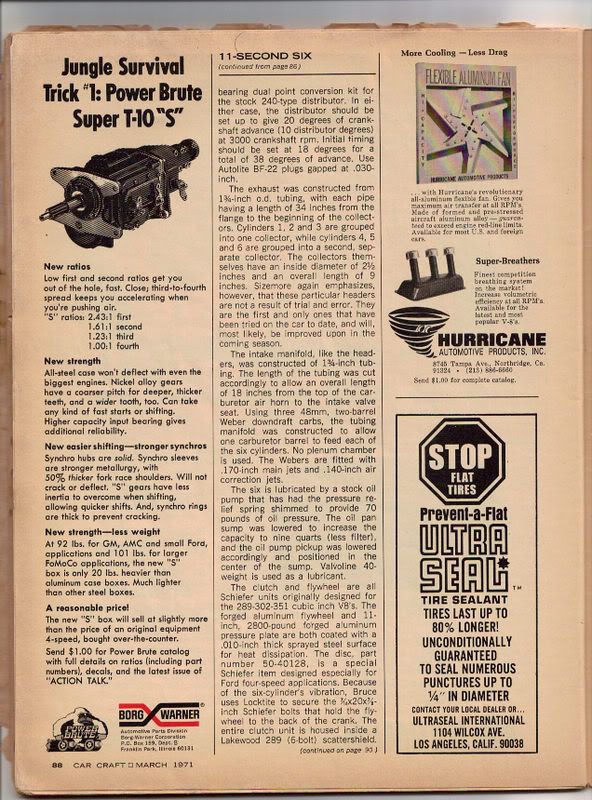 Jungle Survival
Trick #1: Power Brute
Super T-10 "S"
New ratios
Low first and second ratios get you
out of the hole, fast. Close; third-to-fourth
spread keeps you accelerating when
you're pushing air.
"S" ratios: 2.43:1 first
1.61:1 second
1.23:1 third
1.00:1 fourth
New strength
All-steel case won't deflect with even the
biggest engines. Nickel alloy gears
have a coarser pitch for deeper, thicker
teeth, and a wider tooth, too. Can take
any kind of fast starts or shifting.
Higher capacity input bearing gives
additional reliability.
New easier shifting—stronger synchros
Synchro hubs are solid. Synchro sleeves
are stronger metallurgy, with
50% thicker fork race shoulders. Will not
crack or deflect. "S" gears have less
inertia to overcome when shifting,
allowing quicker shifts. And, synchro rings
are thick to prevent cracking.
New strength—less weight
At 92 lbs. for GM, AMC and small Ford,
applications and 101 lbs. for larger
FoMoCo applications, the new "S"
box is only 20 lbs. heavier than
aluminum case boxes. Much lighter
than other steel boxes.
A reasonable price!
The new "S" box will sell at slightly more
than the price of an original equipment
4-speed, bought over-the-counter.
Send $1.00 for Power Brute catalog
with full details on ratios (including part
numbers), decals, and the latest issue of
"ACTION TALK."
BRUTE
BORG WARNER
Automotive Parts Division
Borg-Warner Corporation
P.O. Box 159, Dept. B
Franklin Park, Illinois 60131
88 CAR CRAFT □ MARCH 1971
11-SECOND SIX
(continued from page 86)
bearing dual point conversion kit for
the stock 240-type distributor. In ei-
ther case, the distributor should be
set up to give 20 degrees of crank-
shaft advance (10 distributor degrees)
at 3000 crankshaft rpm. Initial timing
should be set at 18 degrees for a
total of 38 degrees of advance. Use
Autolite BF-22 plugs gapped at .030-
inch.
The exhaust was constructed from
1¾-inch o.d. tubing, with each pipe
having a length of 34 inches from the
flange to the beginning of the collect-
ors. Cylinders 1, 2 and 3 are grouped
into one collector, while cylinders 4, 5
and 6 are grouped into a second, sep-
arate collector. The collectors them-
selves have an inside diameter of 2½
inches and an overall length of 9
inches. Sizemore again emphasizes,
however, that these particular headers
are not a result of trial and error. They
are the first and only ones that have
been tried on the car to date, and will,
most likely, be improved upon in the
coming season.
The intake manifold, like the head-
ers, was constructed of 1¾-inch tub-
ing. The length of the tubing was cut
accordingly to allow an overall length
of 18 inches from the top of the car-
buretor air horn to the intake valve
seat. Using three 48mm, two-barrel
Weber downdraft carbs, the tubing
manifold was constructed to allow
one carburetor barrel to feed each of
the six cylinders. No plenum chamber
is used. The Webers are fitted with
.170-inch main jets and .140-inch air
correction jets.
The six is lubricated by a stock oil
pump that has had the pressure re-
lief spring shimmed to provide 70
pounds of oil pressure. The oil pan
sump was lowered to increase the
capacity to nine quarts (less filter),
and the oil pump pickup was lowered
accordingly and positioned in the
center of the sump. Valvoline 40-
weight is used as a lubricant.
The clutch and flywheel are all
Schiefer units originally designed for
the 289-302-351 cubic inch V8's. The
forged aluminum flywheel and 11-
inch, 2800-pound forged aluminum
pressure plate are both coated with a
.010-inch thick sprayed steel surface
for heat dissipation. The disc, part
number 50-40128, is a special
Schiefer item designed especially for
Ford four-speed applications. Because
of the six-cylinder's vibration, Bruce
uses Locktite to secure the
inch Schiefer bolts that hold the fly-
wheel to the back of the crank. The
entire clutch unit is housed inside a
Lakewood 289 (6-bolt) scattershield.
(continued on page 90)
More Cooling — Less Drag
FLEXIBLE ALUMINUM FAN
HI-CAPACITY
HURRICANE AUTOMOTIVE PRODUCTS
... with Hurricane's revolutionary
all-aluminum flexible fan. Gives you
maximum air transfer at all RPM's.
Made of formed and pre-stressed
aircraft aluminum alloy — guaran-
teed to exceed engine red-line limits.
Available for most U.S. and foreign
cars.
Super-Breathers
Finest competition
breathing system
on the market!
Increase volumetric
efficiency at all RPM's.
Available for the
latest and most
popular V-8's.
HURRICANE
AUTOMOTIVE PRODUCTS, INC.
8745 Tampa Ave., Northridge, Ca.
91324 • (213) 886-6660
Send $1.00 for complete catalog.
STOP
FLAT
TIRES
Prevent-a-Flat
ULTRA
SEAL*
TM
TIRE SEALANT
TIRES LAST UP TO
80% LONGER!
UNCONDITIONALLY
GUARANTEED
TO SEAL NUMEROUS
PUNCTURES UP TO
¼" IN DIAMETER
CONTACT YOUR LOCAL DEALER OR...
ULTRASEAL INTERNATIONAL
1104 WILCOX AVE.
LOS ANGELES, CALIF. 90038